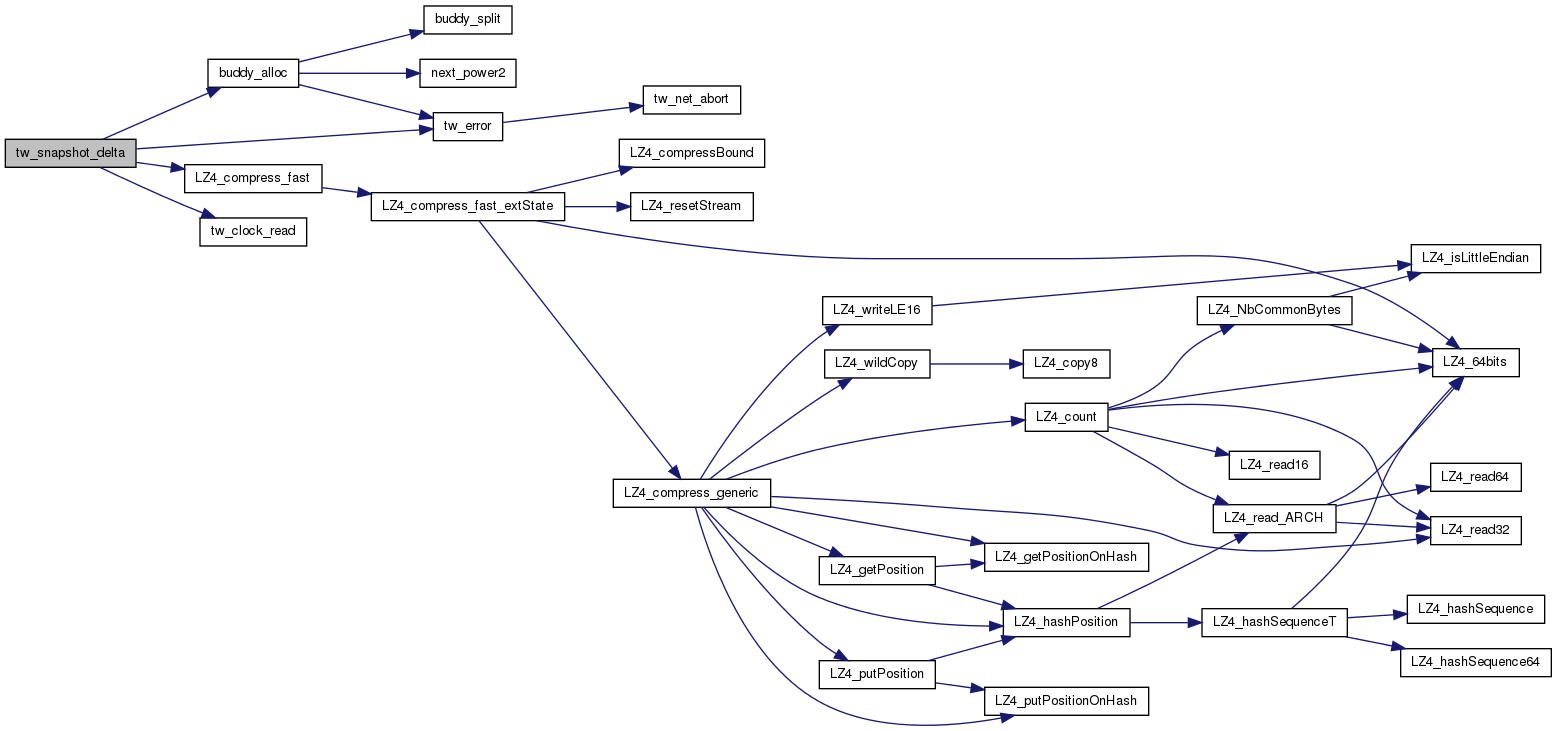 buddy_split
buddy_alloc
next_power2
tw_net_abort
tw_error
tw_snapshot_delta
LZ4_compressBound
LZ4_compress_fast
LZ4_compress_fast_extState
LZ4_resetStream
tw_clock_read
LZ4_isLittleEndian
LZ4_writeLE16
LZ4_NbCommonBytes
LZ4_wildCopy
LZ4_copy8
LZ4_64bits
LZ4_count
LZ4_read16
LZ4_read64
LZ4_compress_generic
LZ4_read_ARCH
LZ4_read32
LZ4_getPositionOnHash
LZ4_getPosition
LZ4_hashSequence
LZ4_hashPosition
LZ4_hashSequenceT
LZ4_hashSequence64
LZ4_putPosition
LZ4_putPositionOnHash